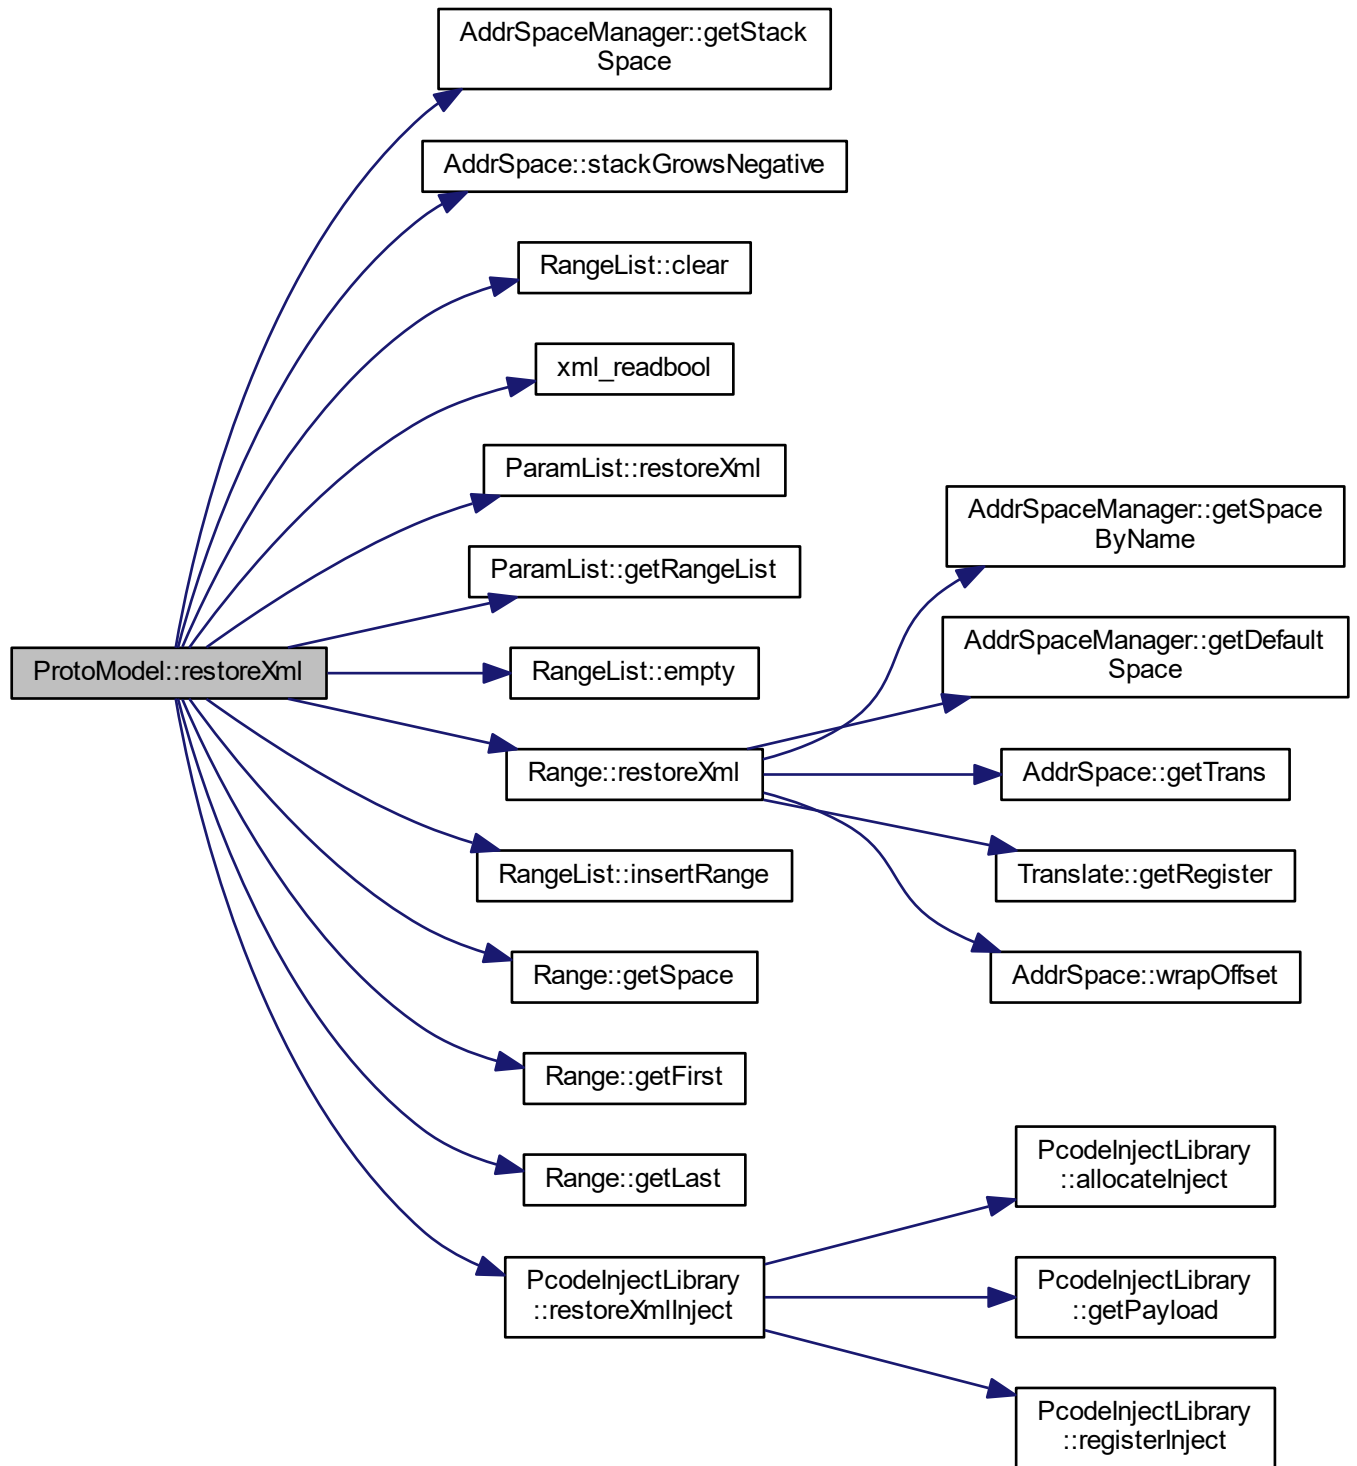 AddrSpaceManager::getStack
Space
AddrSpace::stackGrowsNegative
RangeList::clear
xml_readbool
ParamList::restoreXml
AddrSpaceManager::getSpace
ByName
ParamList::getRangeList
AddrSpaceManager::getDefault
Space
ProtoModel::restoreXml
RangeList::empty
Range::restoreXml
AddrSpace::getTrans
RangeList::insertRange
Translate::getRegister
Range::getSpace
AddrSpace::wrapOffset
Range::getFirst
Range::getLast
PcodeInjectLibrary
::allocateInject
PcodeInjectLibrary
::restoreXmlInject
PcodeInjectLibrary
::getPayload
PcodeInjectLibrary
::registerInject